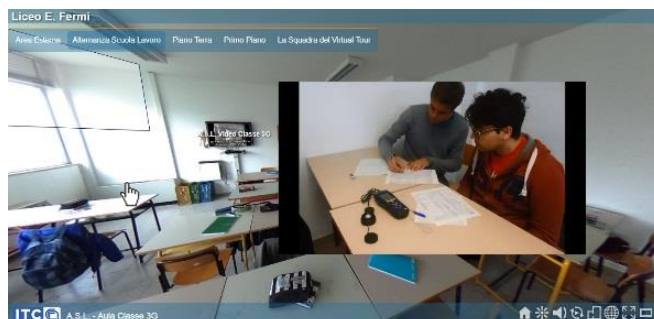 Liceo E. Fermi
Area Esterna Alternanza Scuola Lavoro Piano Terra Primo Piano La Squadra del Virtual Tour
A.S.L. Video Classe 3G
ITCG A.S.L. - Aula Classe 3G